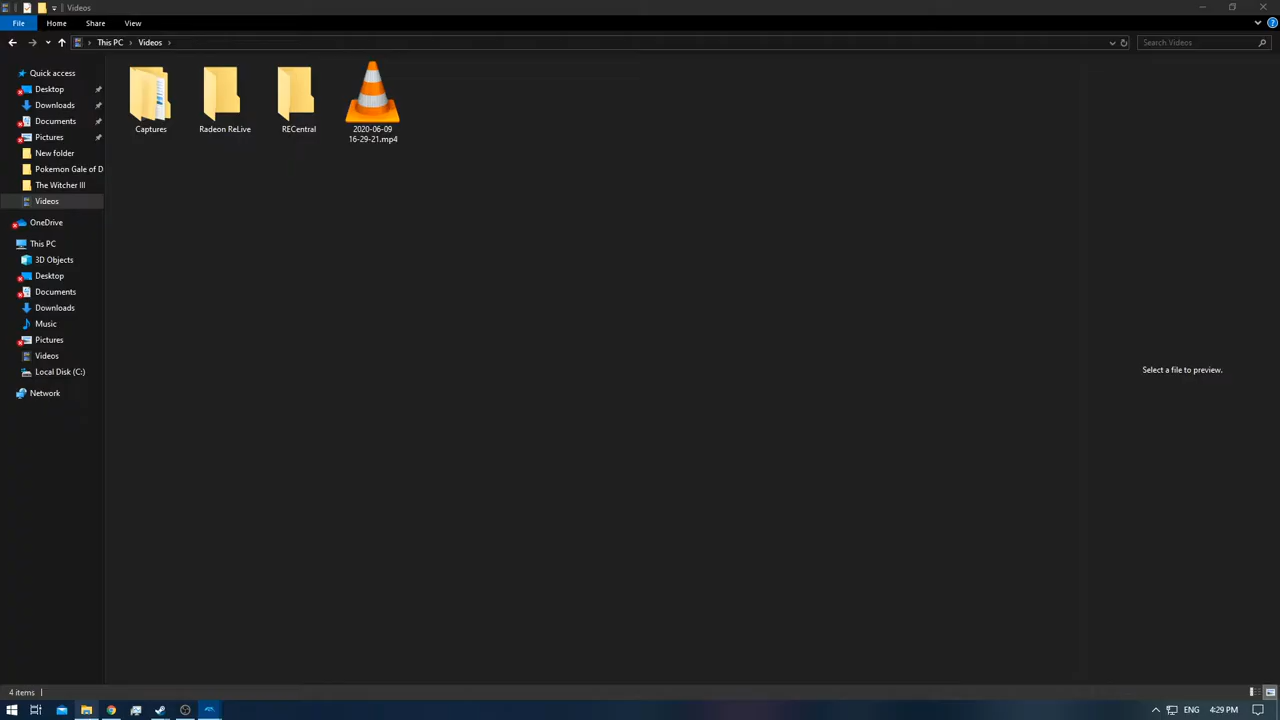 Videos
File
Home
Share
View
This PC
Videos
Search Videos
Quick access
Desktop
Downloads
Documents
Pictures
New folder
Pokemon Gale of D
The Witcher III
Videos
OneDrive
This PC
3D Objects
Desktop
Documents
Downloads
Music
Pictures
Videos
Local Disk (C:)
Network
Captures
Radeon ReLive
RECentral
2020-06-09
16-29-21.mp4
Select a file to preview.
4 items
ENG
4:29 PM